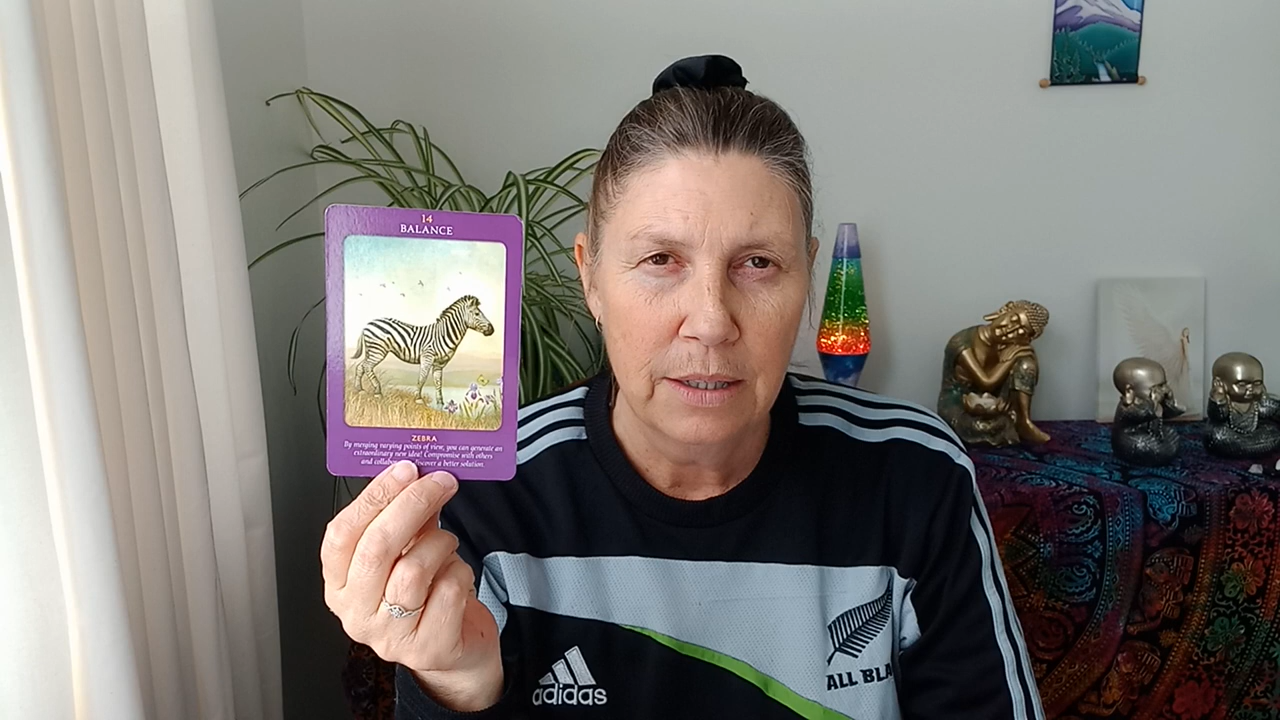 14
BALANCE
ZEBRA
By merging varying points of view, you can generate an
extraordinary new idea! Compromise with others
and discover a better solution.
adidas
ALL BLA